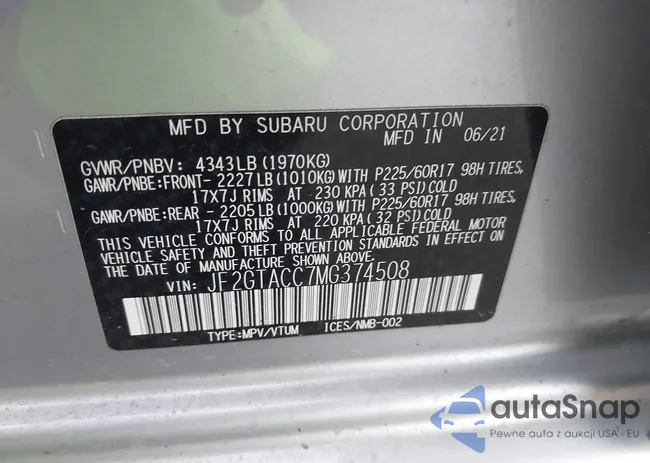 MFD BY SUBARU CORPORATION
MFD IN 06/21
GVWR/PNBV: 4343LB(1970KG)
GAWR/PNBE:FRONT- 2227LB(1010KG)WITH P225/60R17 98H TIRES,
17X7J RIMS AT 230 KPA(33 PSI)COLD
GAWR/PNBE:REAR - 2205LB(1000KG)WITH P225/60R17 98H TIRES,
17X7J RIMS AT 220 KPA(32 PSI)COLD
THIS VEHICLE CONFORMS TO ALL APPLICABLE FEDERAL MOTOR
VEHICLE SAFETY AND THEFT PREVENTION STANDARDS IN EFFECT ON
THE DATE OF MANUFACTURE SHOWN ABOVE.
VIN: JF2GTACC7MG374508
TYPE:MPV/VTUM ICES/NMB-002
autaSnap
Pewne auta z aukcji USA i EU